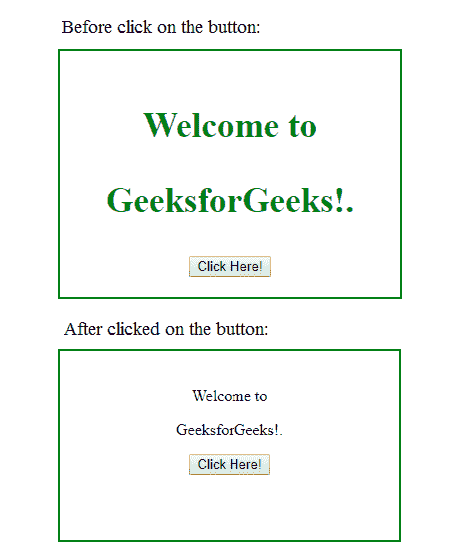 Before click on the button:
Welcome to
GeeksforGeeks!.
Click Here!
After clicked on the button:
Welcome to
GeeksforGeeks!.
Click Here!